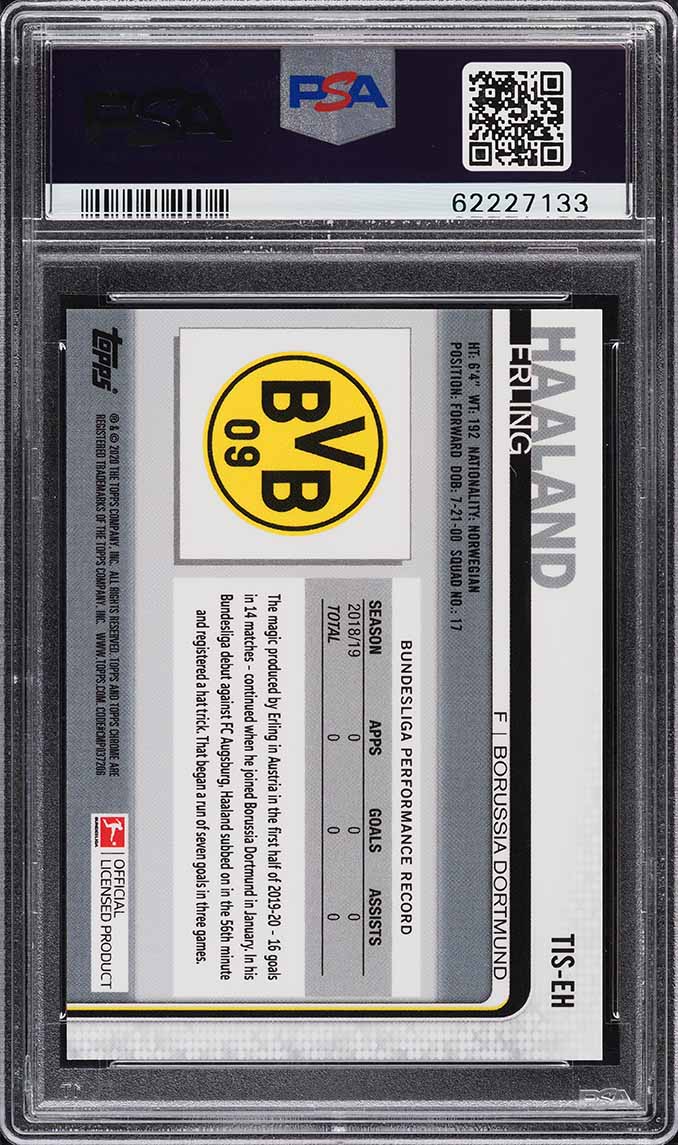 PSA
PSA
62227133
HAALAND
ERLING
TIS-EH
F | BORUSSIA DORTMUND
HT: 6'4" WT: 192 NATIONALITY: NORWEGIAN
POSITION: FORWARD DOB: 7-21-00 SQUAD NO.: 17
BVB
09
BUNDESLIGA PERFORMANCE RECORD
SEASON APPS GOALS ASSISTS
2018/19 0 0 0
TOTAL 0 0 0
The magic produced by Erling in Austria in the first half of 2019-20 - 16 goals
in 14 matches - continued when he joined Borussia Dortmund in January. In his
Bundesliga debut against FC Augsburg, Haaland subbed on in the 56th minute
and registered a hat trick. That began a run of seven goals in three games.
topps®
® & © 2020 THE TOPPS COMPANY, INC. ALL RIGHTS RESERVED. TOPPS AND TOPPS CHROME ARE
REGISTERED TRADEMARKS OF THE TOPPS COMPANY, INC. WWW.TOPPS.COM. CODE#CMP037206
BUNDESLIGA
OFFICIAL
LICENSED PRODUCT
PSA